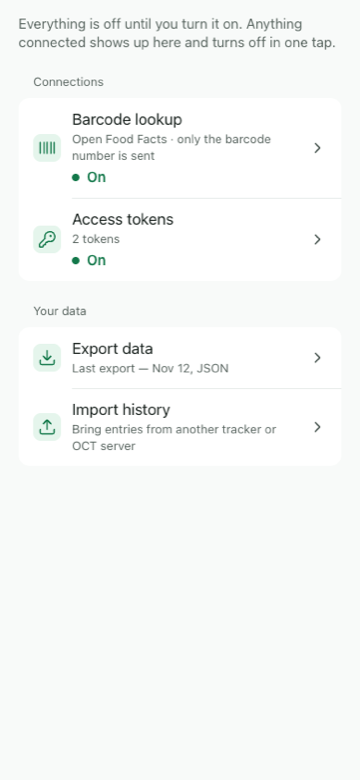 Everything is off until you turn it on. Anything
connected shows up here and turns off in one tap.
Connections
Barcode lookup
Open Food Facts · only the barcode
number is sent
On
Access tokens
2 tokens
On
Your data
Export data
Last export — Nov 12, JSON
Import history
Bring entries from another tracker or
OCT server